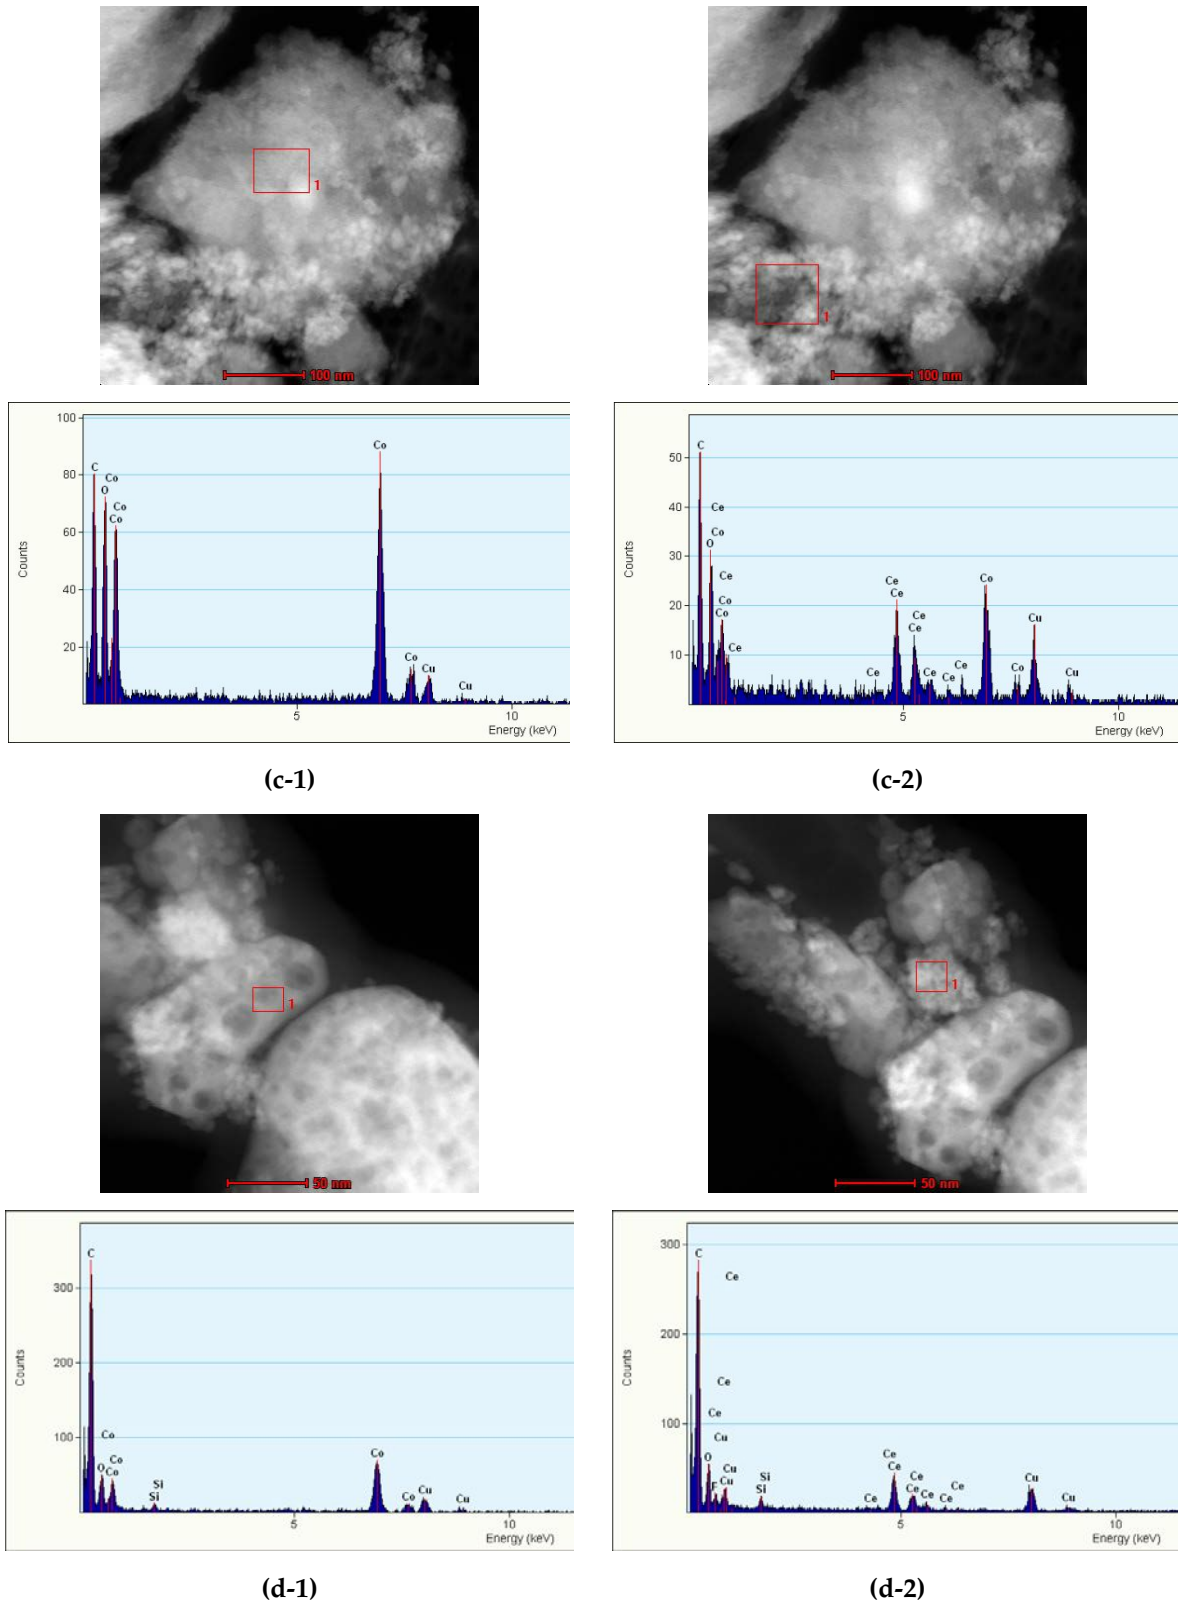 1
100 nm
1
100 nm
100
80
60
40
20
Counts
C
Co
O
Co
Co
Co
Co
Cu
Cu
5
10
Energy (keV)
50
40
30
20
10
Counts
C
Ce
Co
O
Ce
Co
Co
Ce
Ce
Ce
Ce
Ce
Ce
Ce
Ce
Ce
Co
Co
Cu
Cu
5
10
Energy (keV)
(c-1)
(c-2)
1
50 nm
1
50 nm
300
200
100
Counts
C
Co
Co
O
Co
Si
Si
Co
Co
Cu
Cu
5
10
Energy (keV)
300
200
100
Counts
C
Ce
Ce
Ce
Cu
O
Cu
F
Cu
Si
Si
Ce
Ce
Ce
Ce
Ce
Ce
Ce
Ce
Cu
Cu
5
10
Energy (keV)
(d-1)
(d-2)